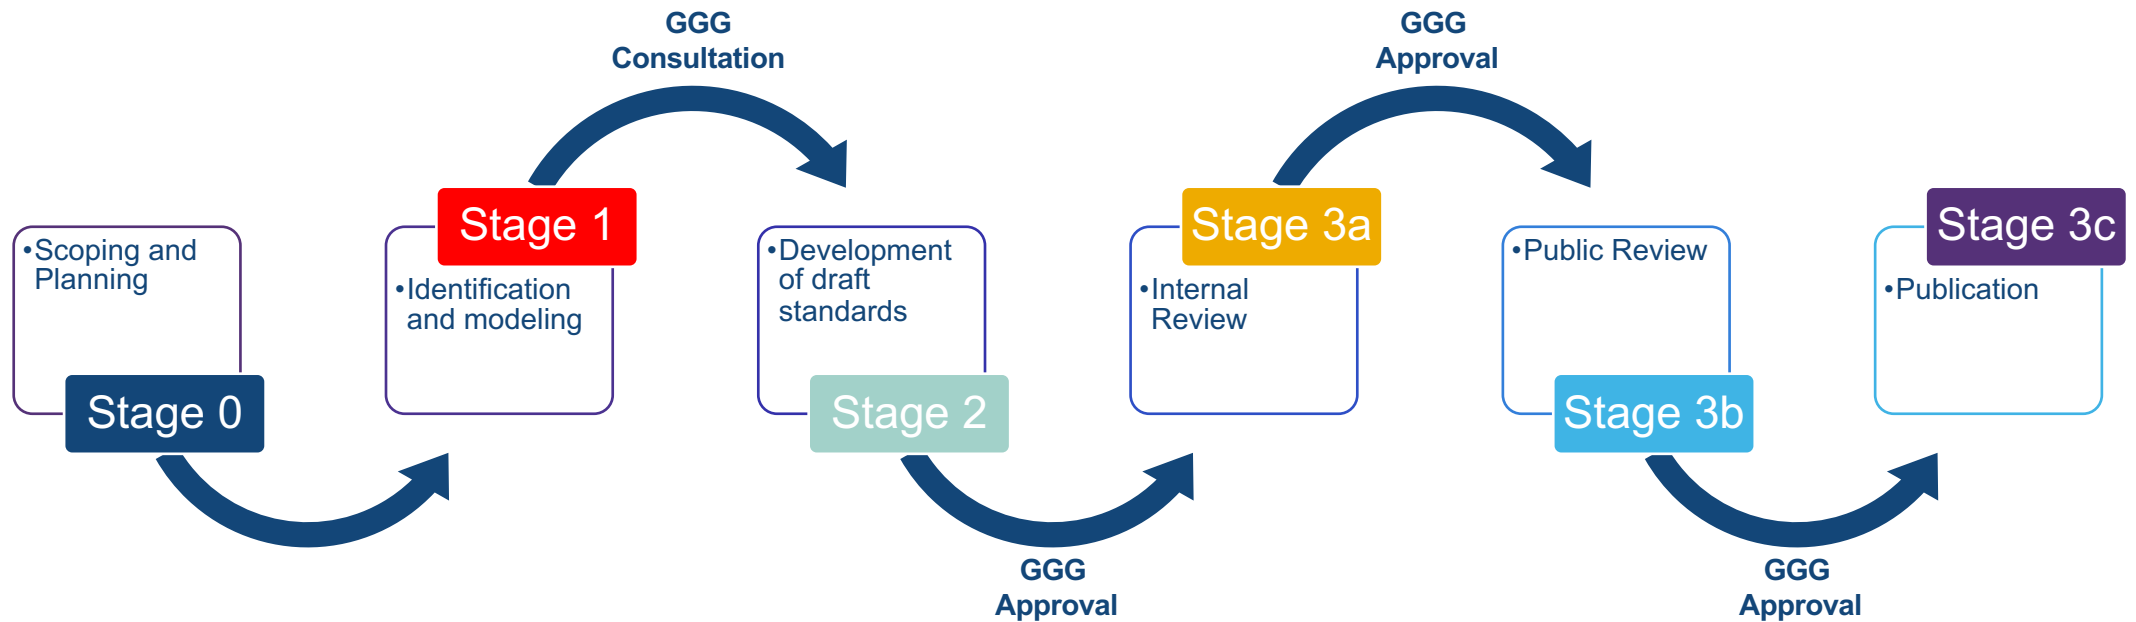 GGG
Consultation
GGG
Approval
•Scoping and
Planning
Stage 0
Stage 1
•Identification
and modeling
•Development
of draft
standards
Stage 2
Stage 3a
•Internal
Review
•Public Review
Stage 3b
Stage 3c
•Publication
GGG
Approval
GGG
Approval